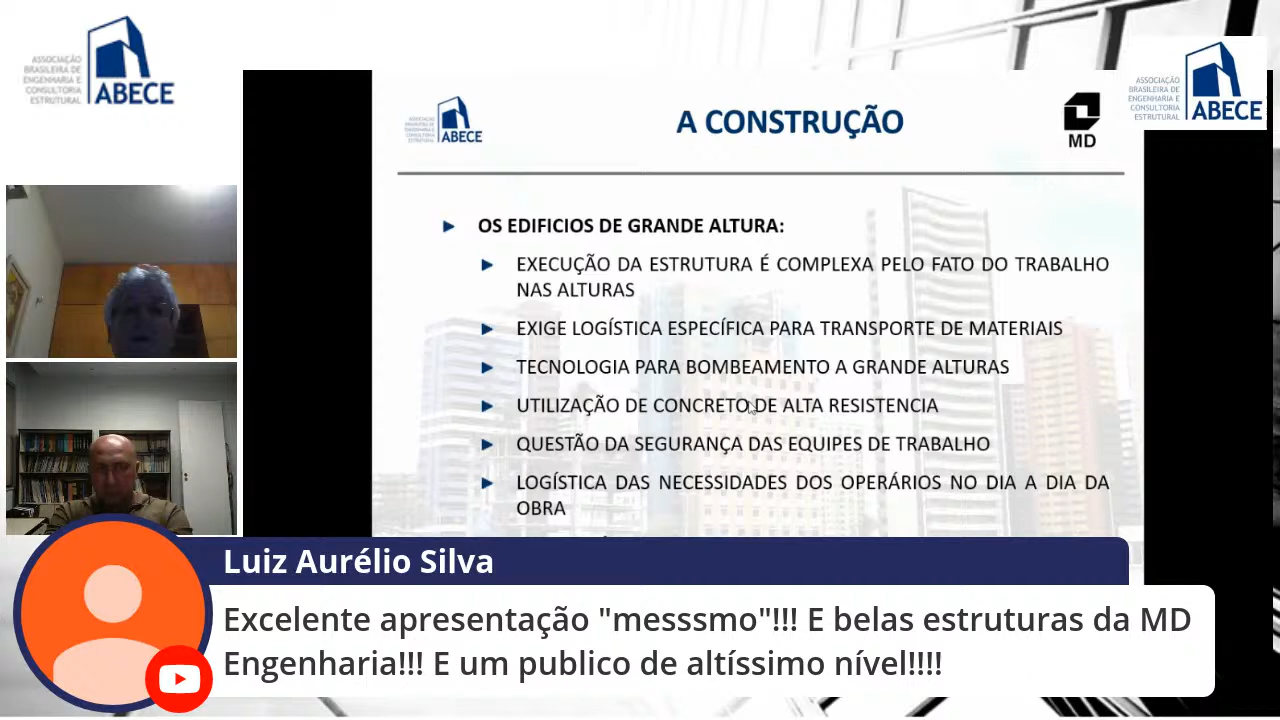 ASSOCIAÇÃO
BRASILEIRA DE
ENGENHARIA E
CONSULTORIA
ESTRUTURAL
ABECE
ASSOCIAÇÃO
BRASILEIRA DE
ENGENHARIA E
CONSULTORIA
ESTRUTURAL
ABECE
ABECE
A CONSTRUÇÃO
MD
OS EDIFICIOS DE GRANDE ALTURA:
EXECUÇÃO DA ESTRUTURA É COMPLEXA PELO FATO DO TRABALHO
NAS ALTURAS
EXIGE LOGÍSTICA ESPECÍFICA PARA TRANSPORTE DE MATERIAIS
TECNOLOGIA PARA BOMBEAMENTO A GRANDE ALTURAS
UTILIZAÇÃO DE CONCRETO DE ALTA RESISTENCIA
QUESTÃO DA SEGURANÇA DAS EQUIPES DE TRABALHO
LOGÍSTICA DAS NECESSIDADES DOS OPERÁRIOS NO DIA A DIA DA
OBRA
Luiz Aurélio Silva
Excelente apresentação "messsmo"!!! E belas estruturas da MD
Engenharia!!! E um publico de altíssimo nível!!!!